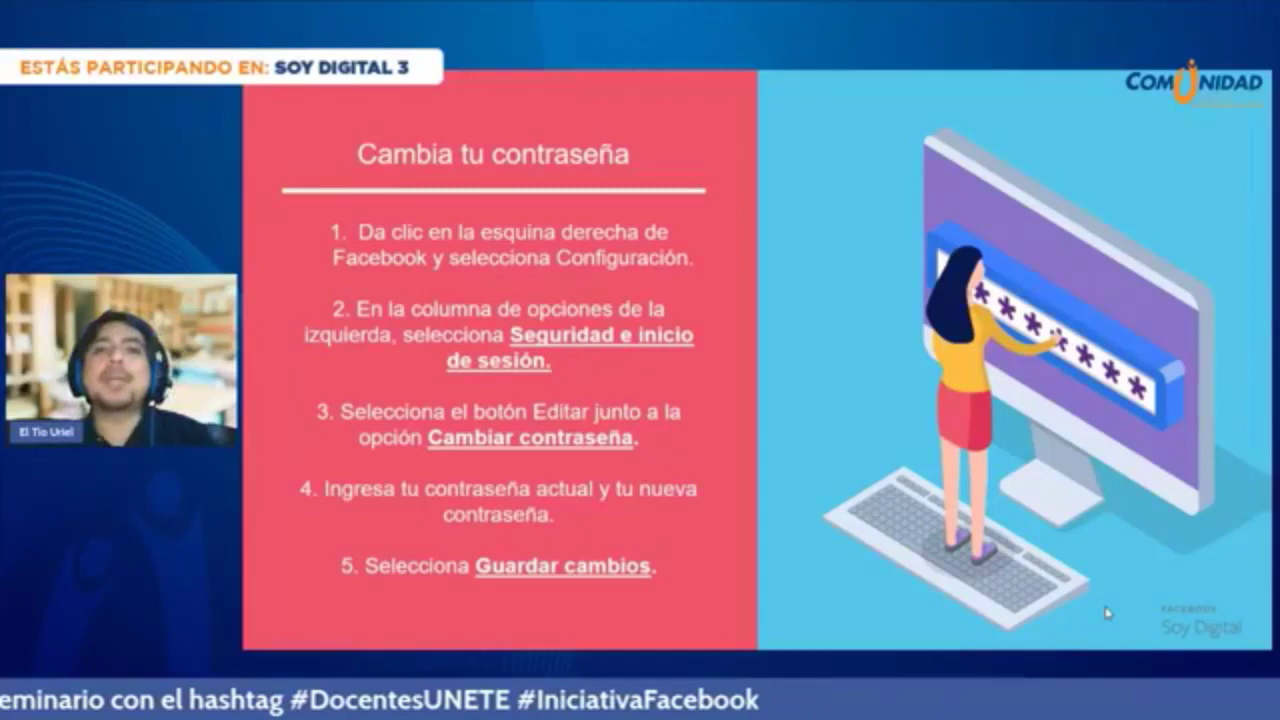 ESTÁS PARTICIPANDO EN: SOY DIGITAL 3
COMUNIDAD
Cambia tu contraseña
1. Da clic en la esquina derecha de
Facebook y selecciona Configuración.
2. En la columna de opciones de la
izquierda, selecciona Seguridad e inicio
de sesión.
3. Selecciona el botón Editar junto a la
opción Cambiar contraseña.
4. Ingresa tu contraseña actual y tu nueva
contraseña.
5. Selecciona Guardar cambios.
*******
El Tio Uriel
FACEBOOK
Soy Digital
eminario con el hashtag #DocentesUNETE #IniciativaFacebook